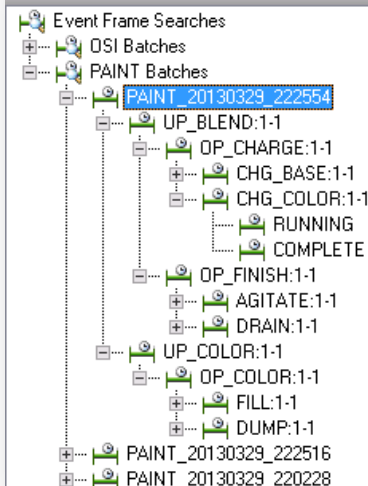 Event Frame Searches
OSI Batches
PAINT Batches
PAINT_20130329_222554
UP_BLEND:1-1
OP_CHARGE:1-1
CHG_BASE:1-1
CHG_COLOR:1-1
RUNNING
COMPLETE
OP_FINISH:1-1
AGITATE:1-1
DRAIN:1-1
UP_COLOR:1-1
OP_COLOR:1-1
FILL:1-1
DUMP:1-1
PAINT_20130329_222516
PAINT_20130329_220228